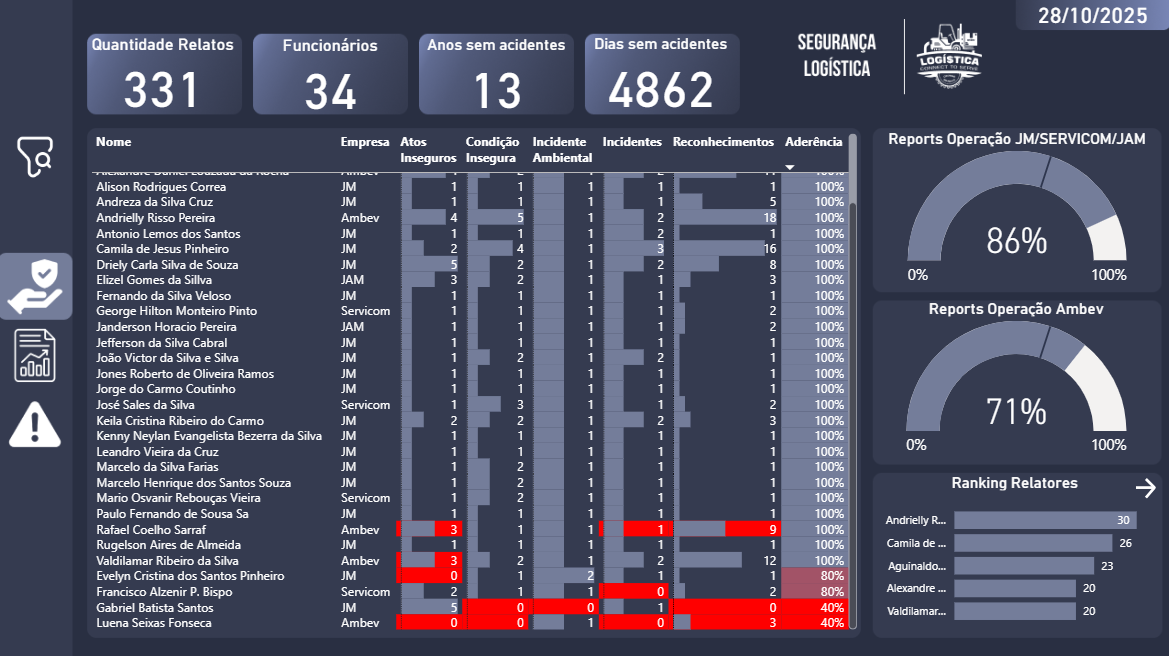 28/10/2025
Quantidade Relatos
331
Funcionários
34
Anos sem acidentes
13
Dias sem acidentes
4862
SEGURANÇA
LOGÍSTICA
LOGÍSTICA
CONNECT TO SERVE
Nome Empresa Atos Inseguros Condição Insegura Incidente Ambiental Incidentes Reconhecimentos Aderência
Alexandre Daniel Louzada da Rocha Ambev
Alison Rodrigues Correa JM 1 1 1 1 1 100%
Andreza da Silva Cruz JM 1 1 1 1 5 100%
Andrielly Risso Pereira Ambev 4 5 1 2 18 100%
Antonio Lemos dos Santos JM 1 1 1 2 1 100%
Camila de Jesus Pinheiro JM 2 4 1 3 16 100%
Driely Carla Silva de Souza JM 5 2 1 2 8 100%
Elizel Gomes da Sillva JAM 3 2 1 1 3 100%
Fernando da Silva Veloso JM 1 1 1 1 1 100%
George Hilton Monteiro Pinto Servicom 1 1 1 1 2 100%
Janderson Horacio Pereira JAM 1 1 1 1 2 100%
Jefferson da Silva Cabral JM 1 1 1 1 1 100%
João Victor da Silva e Silva JM 1 2 1 2 1 100%
Jones Roberto de Oliveira Ramos JM 1 1 1 1 1 100%
Jorge do Carmo Coutinho JM 1 1 1 1 1 100%
José Sales da Silva Servicom 1 3 1 1 2 100%
Keila Cristina Ribeiro do Carmo JM 2 2 1 2 3 100%
Kenny Neylan Evangelista Bezerra da Silva JM 1 1 1 1 1 100%
Leandro Vieira da Cruz JM 1 1 1 1 1 100%
Marcelo da Silva Farias JM 1 2 1 1 1 100%
Marcelo Henrique dos Santos Souza JM 1 2 1 1 1 100%
Mario Osvanir Rebouças Vieira Servicom 1 2 1 1 1 100%
Paulo Fernando de Sousa Sa JM 1 1 1 1 1 100%
Rafael Coelho Sarraf Ambev 3 1 1 1 9 100%
Rugelson Aires de Almeida JM 1 1 1 1 1 100%
Valdilamar Ribeiro da Silva Ambev 3 2 1 2 12 100%
Evelyn Cristina dos Santos Pinheiro JM 0 1 2 1 1 80%
Francisco Alzenir P. Bispo Servicom 2 1 1 0 2 80%
Gabriel Batista Santos JM 5 0 0 1 0 40%
Luena Seixas Fonseca Ambev 0 0 1 0 3 40%
Reports Operação JM/SERVICOM/JAM
86%
0% 100%
Reports Operação Ambev
71%
0% 100%
Ranking Relatores
Andrielly R... 30
Camila de ... 26
Aguinaldo... 23
Alexandre ... 20
Valdilamar... 20